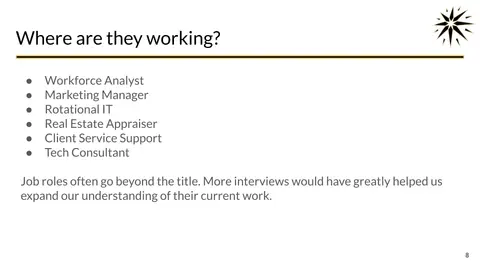 Where are they working?
● Workforce Analyst
● Marketing Manager
● Rotational IT
● Real Estate Appraiser
● Client Service Support
● Tech Consultant
Job roles often go beyond the title. More interviews would have greatly helped us
expand our understanding of their current work.
8